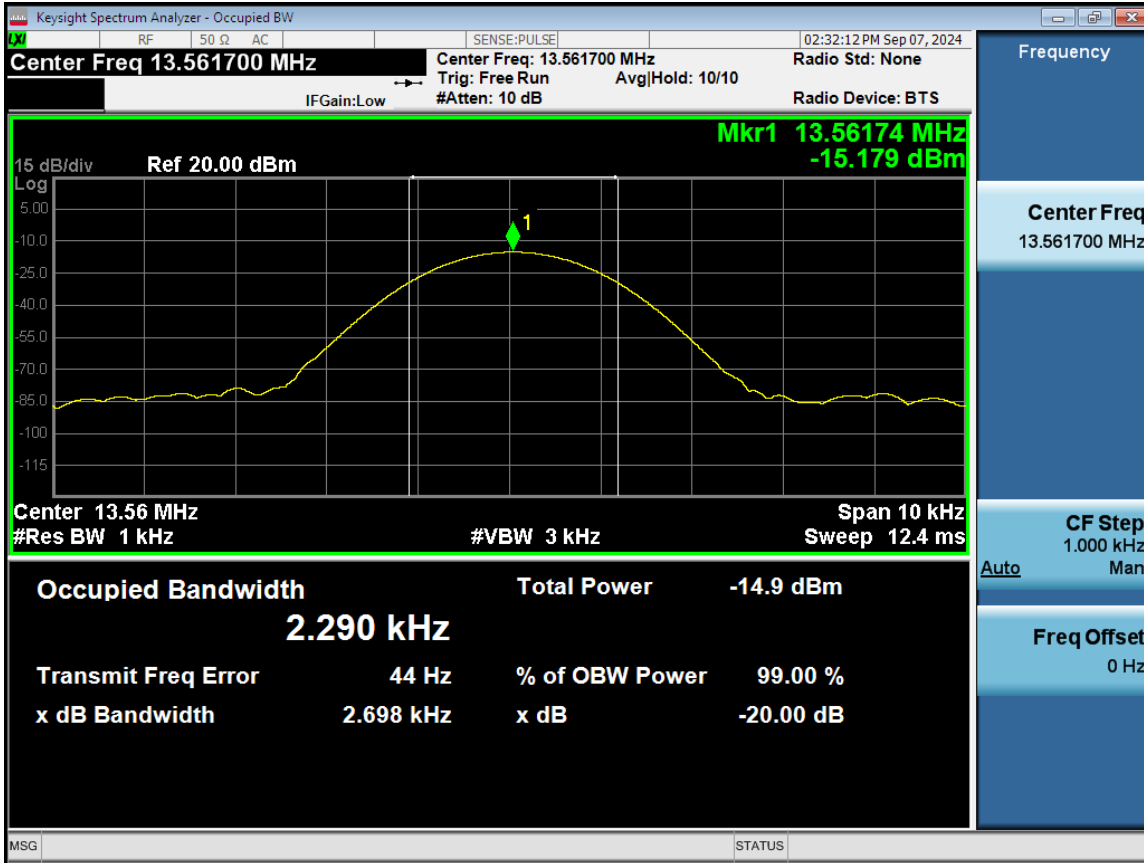 Keysight Spectrum Analyzer - Occupied BW
LXI RF 50 Ω AC SENSE:PULSE 02:32:12 PM Sep 07, 2024
Center Freq 13.561700 MHz
Center Freq: 13.561700 MHz
Radio Std: None
Trig: Free Run Avg|Hold: 10/10
IFGain:Low
#Atten: 10 dB
Radio Device: BTS
Mkr1 13.56174 MHz
-15.179 dBm
15 dB/div Ref 20.00 dBm
Log
5.00
1
-10.0
-25.0
-40.0
-55.0
-70.0
-85.0
-100
-115
Center 13.56 MHz Span 10 kHz
#Res BW 1 kHz #VBW 3 kHz Sweep 12.4 ms
Occupied Bandwidth Total Power -14.9 dBm
2.290 kHz
Transmit Freq Error 44 Hz % of OBW Power 99.00 %
x dB Bandwidth 2.698 kHz x dB -20.00 dB
Frequency
Center Freq
13.561700 MHz
CF Step
1.000 kHz
Auto Man
Freq Offset
0 Hz
MSG STATUS